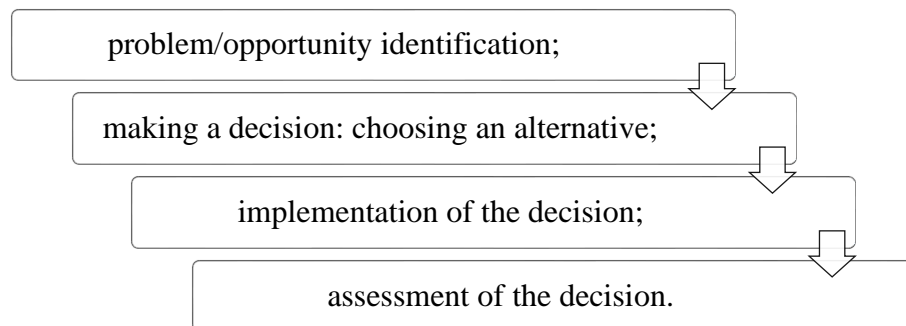 problem/opportunity identification;
making a decision: choosing an alternative;
implementation of the decision;
assessment of the decision.